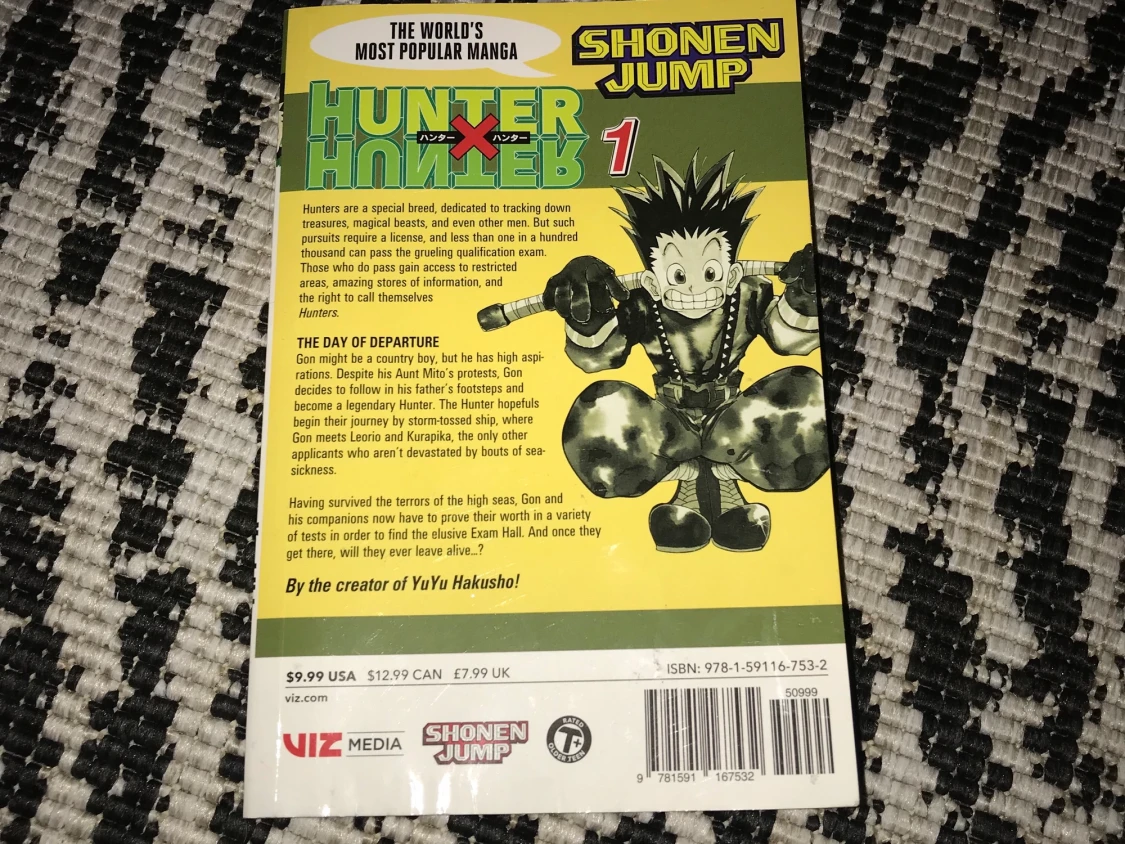 THE WORLD'S
MOST POPULAR MANGA
SHONEN
JUMP
HUNTER
ハンター X ハンター
HUNTER
1
Hunters are a special breed, dedicated to tracking down
treasures, magical beasts, and even other men. But such
pursuits require a license, and less than one in a hundred
thousand can pass the grueling qualification exam.
Those who do pass gain access to restricted
areas, amazing stores of information, and
the right to call themselves
Hunters.
THE DAY OF DEPARTURE
Gon might be a country boy, but he has high aspi-
rations. Despite his Aunt Mito's protests, Gon
decides to follow in his father's footsteps and
become a legendary Hunter. The Hunter hopefuls
begin their journey by storm-tossed ship, where
Gon meets Leorio and Kurapika, the only other
applicants who aren't devastated by bouts of sea-
sickness.
Having survived the terrors of the high seas, Gon and
his companions now have to prove their worth in a variety
of tests in order to find the elusive Exam Hall. And once they
get there, will they ever leave alive...?
By the creator of YuYu Hakusho!
$9.99 USA $12.99 CAN £7.99 UK
ISBN: 978-1-59116-753-2
viz.com
50999
VIZ MEDIA
SHONEN
JUMP
RATED
T+
OLDER TEEN
9 781591 167532